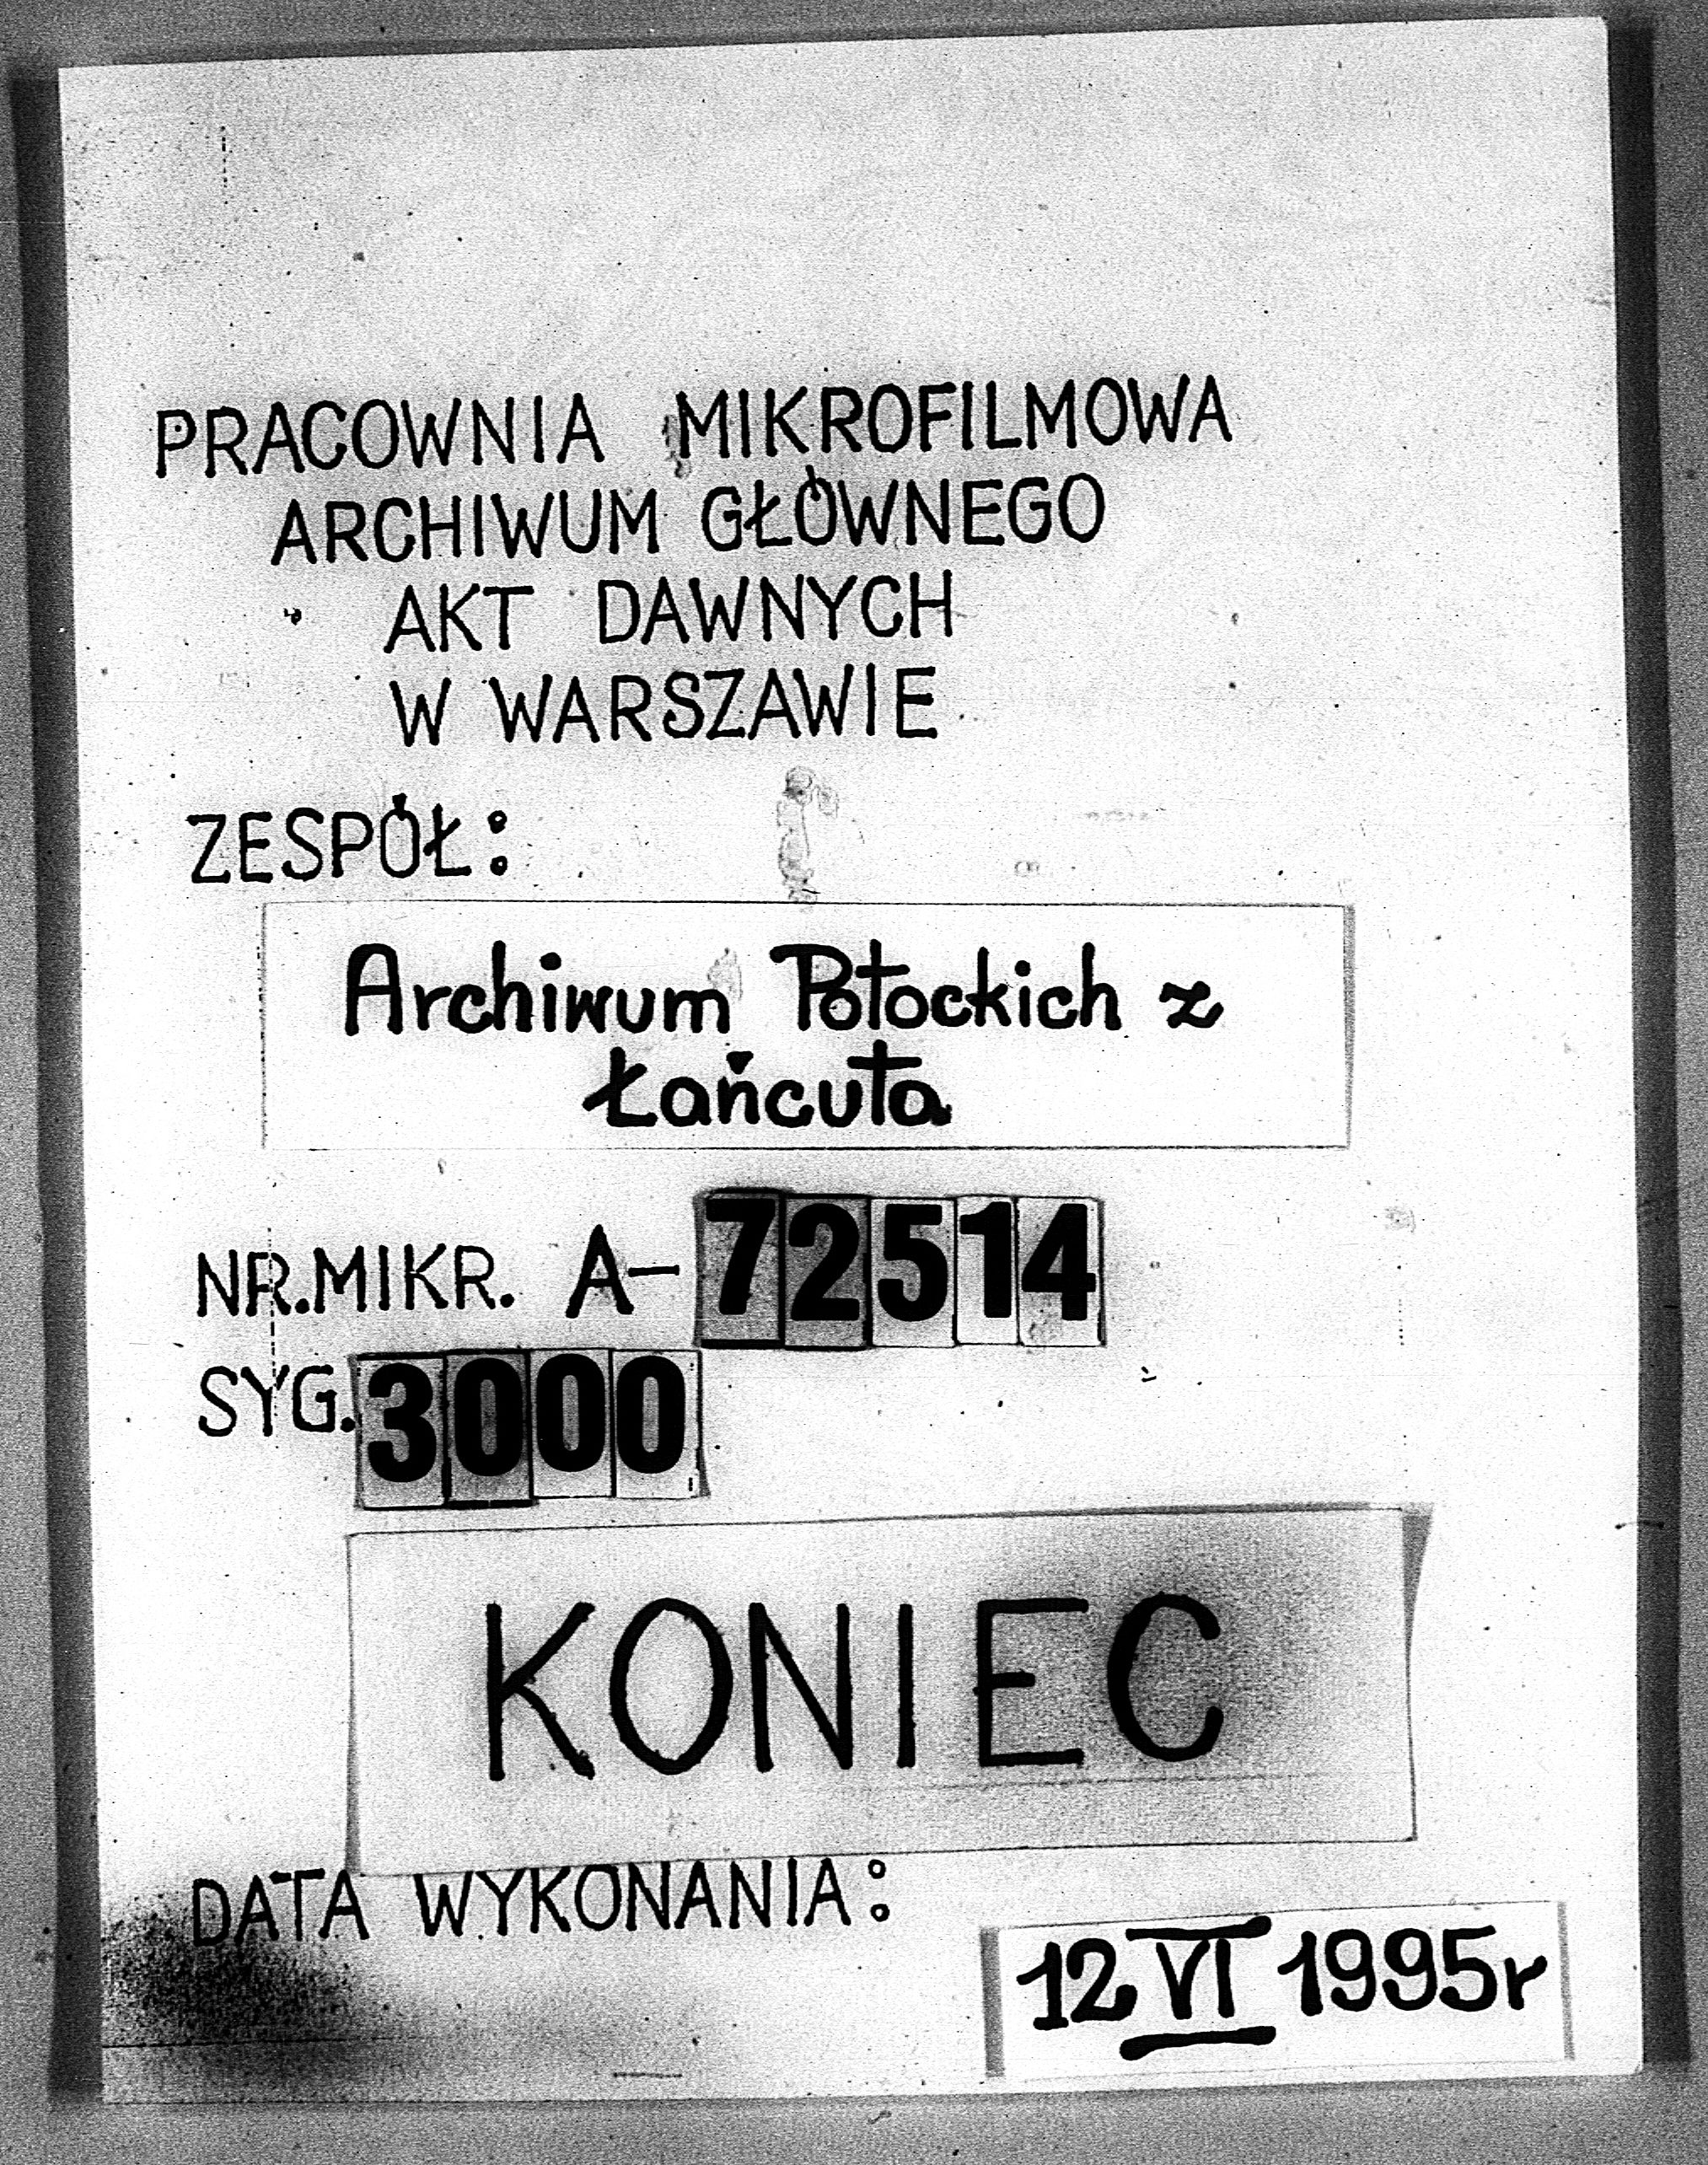 PRACOWNIA MIKROFILMOWA
ARCHIWUM GŁÓWNEGO
AKT DAWNYCH
W WARSZAWIE
ZESPÓŁ:
Archiwum Potockich z
Łańcuta
NR.MIKR. A-72514
SYG.3000
KONIEC
DATA WYKONANIA:
12 VI 1995r